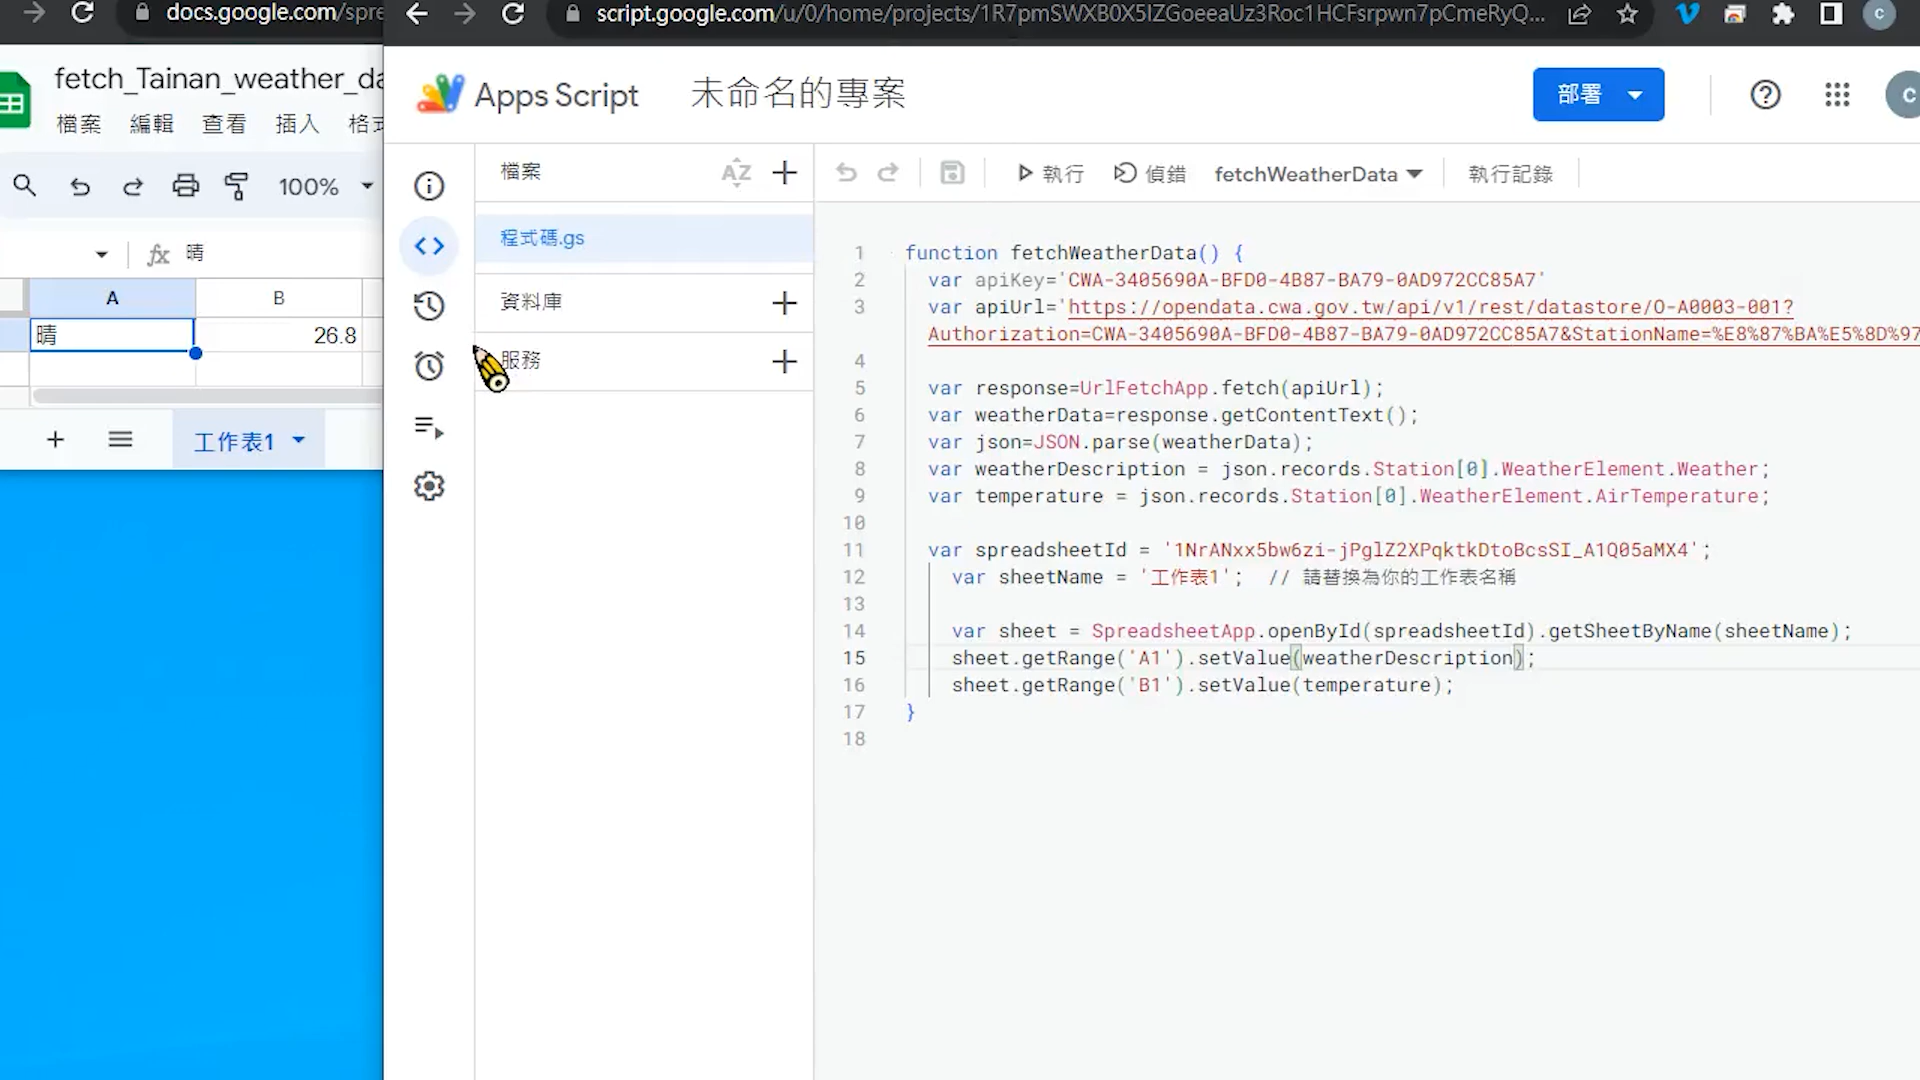 docs.google.com/spre
fetch_Tainan_weather_da
檔案 編輯 查看 插入 格式
100%
fx 晴
A B
晴 26.8
工作表1
script.google.com/u/0/home/projects/1R7pmSWXB0X5IZGoeeaUz3Roc1HCFsrpwn7pCmeRyQ...
C
Apps Script 未命名的專案 部署 C
檔案 AZ
程式碼.gs
資料庫
服務
執行 偵錯 fetchWeatherData 執行記錄
1 function fetchWeatherData() {
2 var apiKey='CWA-3405690A-BFD0-4B87-BA79-0AD972CC85A7'
3 var apiUrl='https://opendata.cwa.gov.tw/api/v1/rest/datastore/O-A0003-001?
Authorization=CWA-3405690A-BFD0-4B87-BA79-0AD972CC85A7&StationName=%E8%87%BA%E5%8D%97
4
5 var response=UrlFetchApp.fetch(apiUrl);
6 var weatherData=response.getContentText();
7 var json=JSON.parse(weatherData);
8 var weatherDescription = json.records.Station[0].WeatherElement.Weather;
9 var temperature = json.records.Station[0].WeatherElement.AirTemperature;
10
11 var spreadsheetId = '1NrANxx5bw6zi-jPglZ2XPqktkDtoBcsSI_A1Q05aMX4';
12 var sheetName = '工作表1'; // 請替換為你的工作表名稱
13
14 var sheet = SpreadsheetApp.openById(spreadsheetId).getSheetByName(sheetName);
15 sheet.getRange('A1').setValue(weatherDescription);
16 sheet.getRange('B1').setValue(temperature);
17 }
18